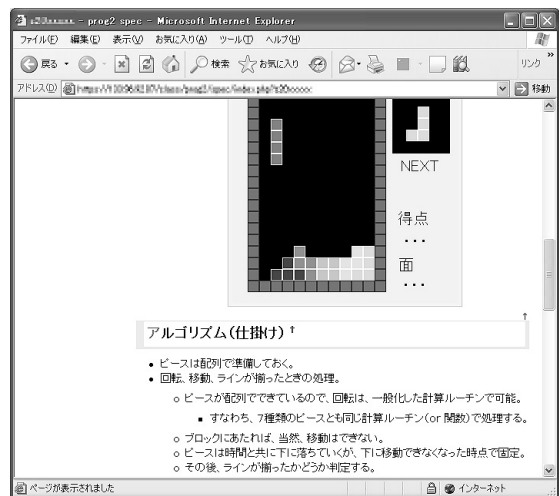 - prog2 spec - Microsoft Internet Explorer
ファイル(F) 編集(E) 表示(V) お気に入り(A) ツール(T) ヘルプ(H)
戻る 検索 お気に入り リンク »
アドレス(D) 移動
NEXT
得点
・・・
面
・・・
↑
アルゴリズム(仕掛け) †
• ピースは配列で準備しておく。
• 回転、移動、ラインが揃ったときの処理。
○ ピースが配列でできているので、回転は、一般化した計算ルーチンで可能。
▪ すなわち、7種類のピースとも同じ計算ルーチン(or 関数)で処理する。
○ ブロックにあたれば、当然、移動はできない。
○ ピースは時間と共に下に落ちていくが、下に移動できなくなった時点で固定。
○ その後、ラインが揃ったかどうか判定する。
ページが表示されました インターネット